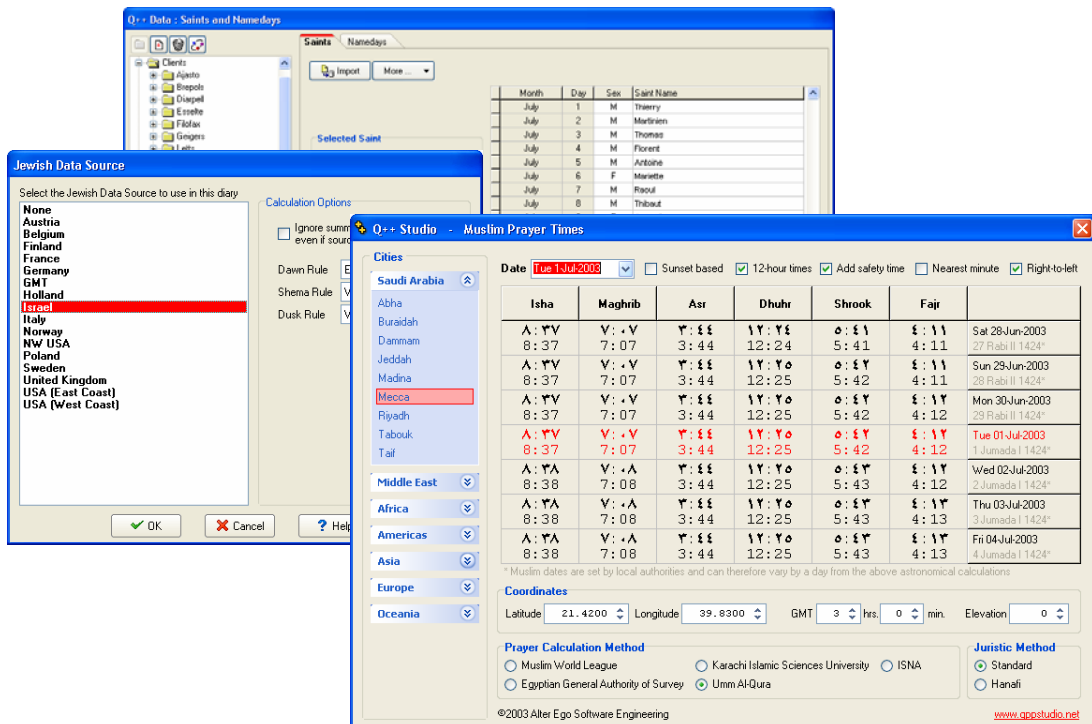 Q++ Data : Saints and Namedays
Clients
Ajasto
Brepols
Diarpell
Esselte
Filofax
Geigers
Letts
Saints Namedays
Import More ...
Selected Saint
Month Day Sex Saint Name
July 1 M Thierry
July 2 M Martinien
July 3 M Thomas
July 4 M Florent
July 5 M Antoine
July 6 F Mariette
July 7 M Raoul
July 8 M Thibaut
Jewish Data Source
Select the Jewish Data Source to use in this diary
None
Austria
Belgium
Finland
France
Germany
GMT
Holland
Israel
Italy
Norway
NW USA
Poland
Sweden
United Kingdom
USA (East Coast)
USA (West Coast)
Calculation Options
Ignore summ
even if sourc
Dawn Rule E
Shema Rule V
Dusk Rule V
OK Cancel ? Help
Q++ Studio - Muslim Prayer Times
Cities
Saudi Arabia
Abha
Buraidah
Dammam
Jeddah
Madina
Mecca
Riyadh
Tabouk
Taif
Middle East
Africa
Americas
Asia
Europe
Oceania
Date Tue 1-Jul-2003 Sunset based 12-hour times Add safety time Nearest minute Right-to-left
Isha Maghrib Asr Dhuhr Shrook Fajr
٨:٣٧ ٧:٠٧ ٣:٤٤ ١٢:٢٤ ٥:٤١ ٤:١١ Sat 28-Jun-2003
8:37 7:07 3:44 12:24 5:41 4:11 27 Rabi II 1424*
٨:٣٧ ٧:٠٧ ٣:٤٤ ١٢:٢٥ ٥:٤٢ ٤:١١ Sun 29-Jun-2003
8:37 7:07 3:44 12:25 5:42 4:11 28 Rabi II 1424*
٨:٣٧ ٧:٠٧ ٣:٤٤ ١٢:٢٥ ٥:٤٢ ٤:١٢ Mon 30-Jun-2003
8:37 7:07 3:44 12:25 5:42 4:12 29 Rabi II 1424*
٨:٣٧ ٧:٠٧ ٣:٤٤ ١٢:٢٥ ٥:٤٢ ٤:١٢ Tue 01-Jul-2003
8:37 7:07 3:44 12:25 5:42 4:12 1 Jumada I 1424*
٨:٣٨ ٧:٠٨ ٣:٤٤ ١٢:٢٥ ٥:٤٣ ٤:١٢ Wed 02-Jul-2003
8:38 7:08 3:44 12:25 5:43 4:12 2 Jumada I 1424*
٨:٣٨ ٧:٠٨ ٣:٤٤ ١٢:٢٥ ٥:٤٣ ٤:١٣ Thu 03-Jul-2003
8:38 7:08 3:44 12:25 5:43 4:13 3 Jumada I 1424*
٨:٣٨ ٧:٠٨ ٣:٤٤ ١٢:٢٥ ٥:٤٣ ٤:١٣ Fri 04-Jul-2003
8:38 7:08 3:44 12:25 5:43 4:13 4 Jumada I 1424*
* Muslim dates are set by local authorities and can therefore vary by a day from the above astronomical calculations
Coordinates
Latitude 21.4200 Longitude 39.8300 GMT 3 hrs. 0 min. Elevation 0
Prayer Calculation Method
Muslim World League Karachi Islamic Sciences University ISNA
Egyptian General Authority of Survey Umm Al-Qura
Juristic Method
Standard
Hanafi
©2003 Alter Ego Software Engineering www.qppstudio.net